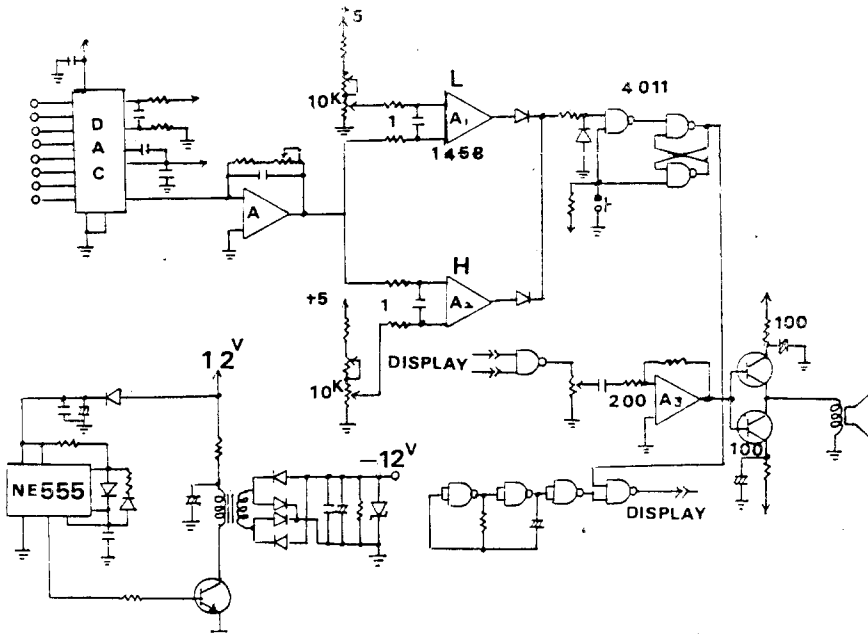 5
L
4011
DAC
10K
A1
1
1458
A
H
+5
1
A2
100
12V
DISPLAY
10K
200
A3
100
-12V
NE555
DISPLAY